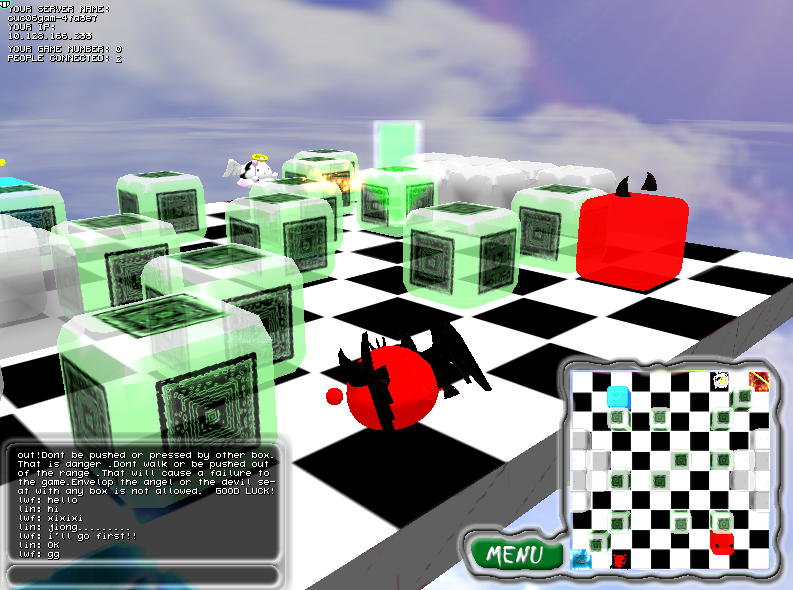 YOUR SERVER NAME:
YOUR IP:
10.123.166.233
YOUR GAME NUMBER: 0
PEOPLE CONNECTED: 2
out!Dont be pushed or pressed by other box.
That is danger .Dont walk or be pushed out
of the range .That will cause a failure to
the game.Envelop the angel or the devil se-
at with any box is not allowed.  GOOD LUCK!
lwf: hello
lin: hi
lwf: xixixi
lin: jiong.........
lwf: i'll go first!!
lin: OK
lwf: gg
MENU